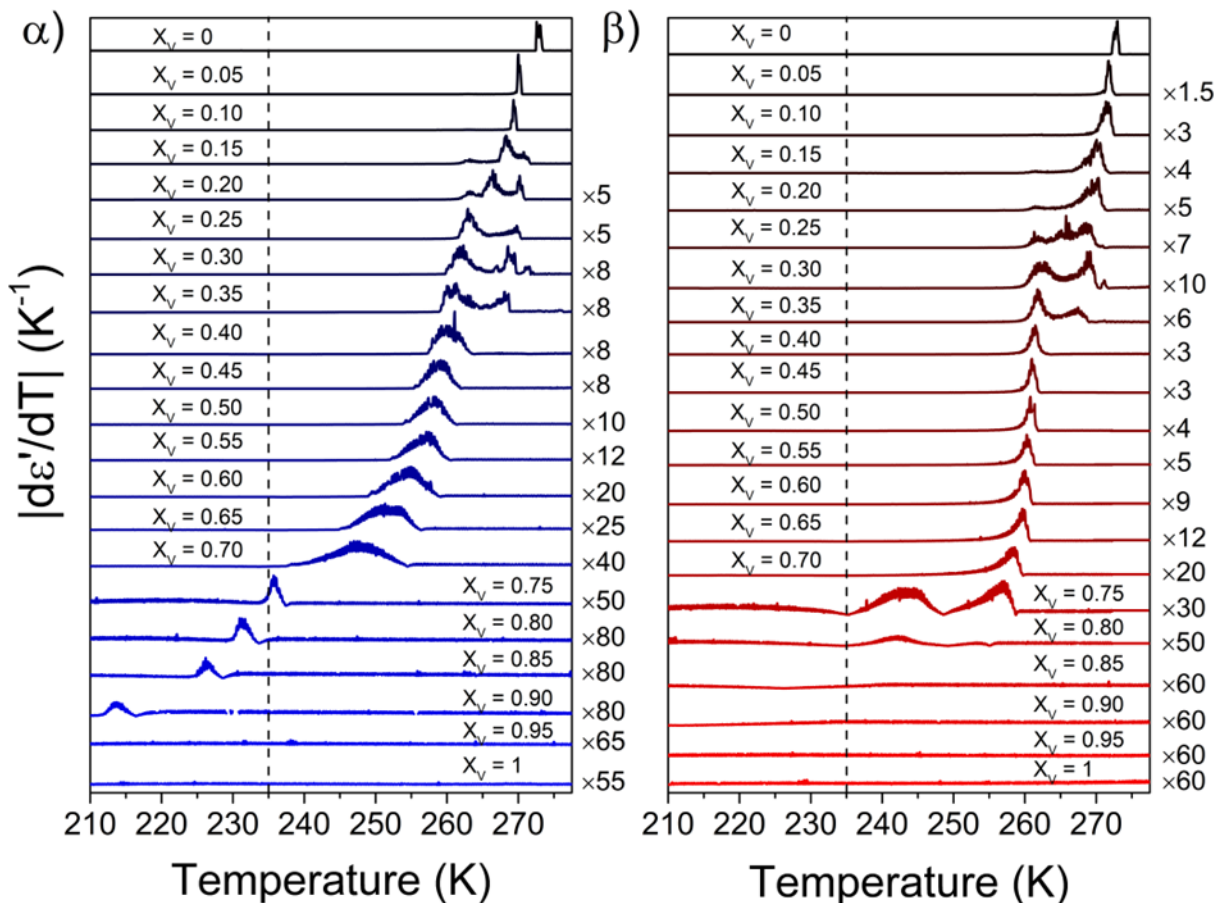 α)
X_V = 0
X_V = 0.05
X_V = 0.10
X_V = 0.15
X_V = 0.20 ×5
X_V = 0.25 ×5
X_V = 0.30 ×8
X_V = 0.35 ×8
X_V = 0.40 ×8
X_V = 0.45 ×8
X_V = 0.50 ×10
X_V = 0.55 ×12
X_V = 0.60 ×20
X_V = 0.65 ×25
X_V = 0.70 ×40
X_V = 0.75 ×50
X_V = 0.80 ×80
X_V = 0.85 ×80
X_V = 0.90 ×80
X_V = 0.95 ×65
X_V = 1 ×55
210 220 230 240 250 260 270
Temperature (K)
|dε'/dT| (K⁻¹)
β)
X_V = 0
X_V = 0.05 ×1.5
X_V = 0.10 ×3
X_V = 0.15 ×4
X_V = 0.20 ×5
X_V = 0.25 ×7
X_V = 0.30 ×10
X_V = 0.35 ×6
X_V = 0.40 ×3
X_V = 0.45 ×3
X_V = 0.50 ×4
X_V = 0.55 ×5
X_V = 0.60 ×9
X_V = 0.65 ×12
X_V = 0.70 ×20
X_V = 0.75 ×30
X_V = 0.80 ×50
X_V = 0.85 ×60
X_V = 0.90 ×60
X_V = 0.95 ×60
X_V = 1 ×60
210 220 230 240 250 260 270
Temperature (K)